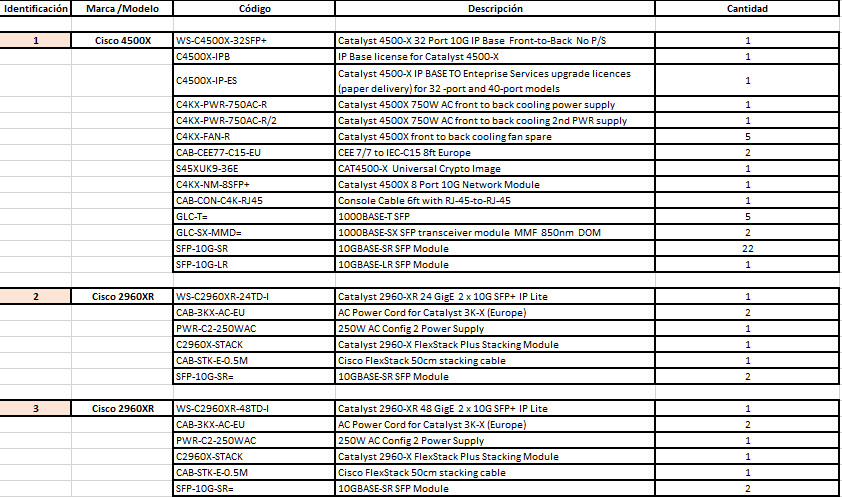 Identificación Marca /Modelo Código Descripción Cantidad
1 Cisco 4500X WS-C4500X-32SFP+ Catalyst 4500-X 32 Port 10G IP Base Front-to-Back No P/S 1
C4500X-IPB IP Base license for Catalyst 4500-X 1
C4500X-IP-ES Catalyst 4500-X IP BASE TO Enteprise Services upgrade licences
(paper delivery) for 32 -port and 40-port models 1
C4KX-PWR-750AC-R Catalyst 4500X 750W AC front to back cooling power supply 1
C4KX-PWR-750AC-R/2 Catalyst 4500X 750W AC front to back cooling 2nd PWR supply 1
C4KX-FAN-R Catalyst 4500X front to back cooling fan spare 5
CAB-CEE77-C15-EU CEE 7/7 to IEC-C15 8ft Europe 2
S45XUK9-36E CAT4500-X Universal Crypto Image 1
C4KX-NM-8SFP+ Catalyst 4500X 8 Port 10G Network Module 1
CAB-CON-C4K-RJ45 Console Cable 6ft with RJ-45-to-RJ-45 1
GLC-T= 1000BASE-T SFP 5
GLC-SX-MMD= 1000BASE-SX SFP transceiver module MMF 850nm DOM 2
SFP-10G-SR 10GBASE-SR SFP Module 22
SFP-10G-LR 10GBASE-LR SFP Module 1
2 Cisco 2960XR WS-C2960XR-24TD-I Catalyst 2960-XR 24 GigE 2 x 10G SFP+ IP Lite 1
CAB-3KX-AC-EU AC Power Cord for Catalyst 3K-X (Europe) 2
PWR-C2-250WAC 250W AC Config 2 Power Supply 1
C2960X-STACK Catalyst 2960-X FlexStack Plus Stacking Module 1
CAB-STK-E-0.5M Cisco FlexStack 50cm stacking cable 1
SFP-10G-SR= 10GBASE-SR SFP Module 2
3 Cisco 2960XR WS-C2960XR-48TD-I Catalyst 2960-XR 48 GigE 2 x 10G SFP+ IP Lite 1
CAB-3KX-AC-EU AC Power Cord for Catalyst 3K-X (Europe) 2
PWR-C2-250WAC 250W AC Config 2 Power Supply 1
C2960X-STACK Catalyst 2960-X FlexStack Plus Stacking Module 1
CAB-STK-E-0.5M Cisco FlexStack 50cm stacking cable 1
SFP-10G-SR= 10GBASE-SR SFP Module 2